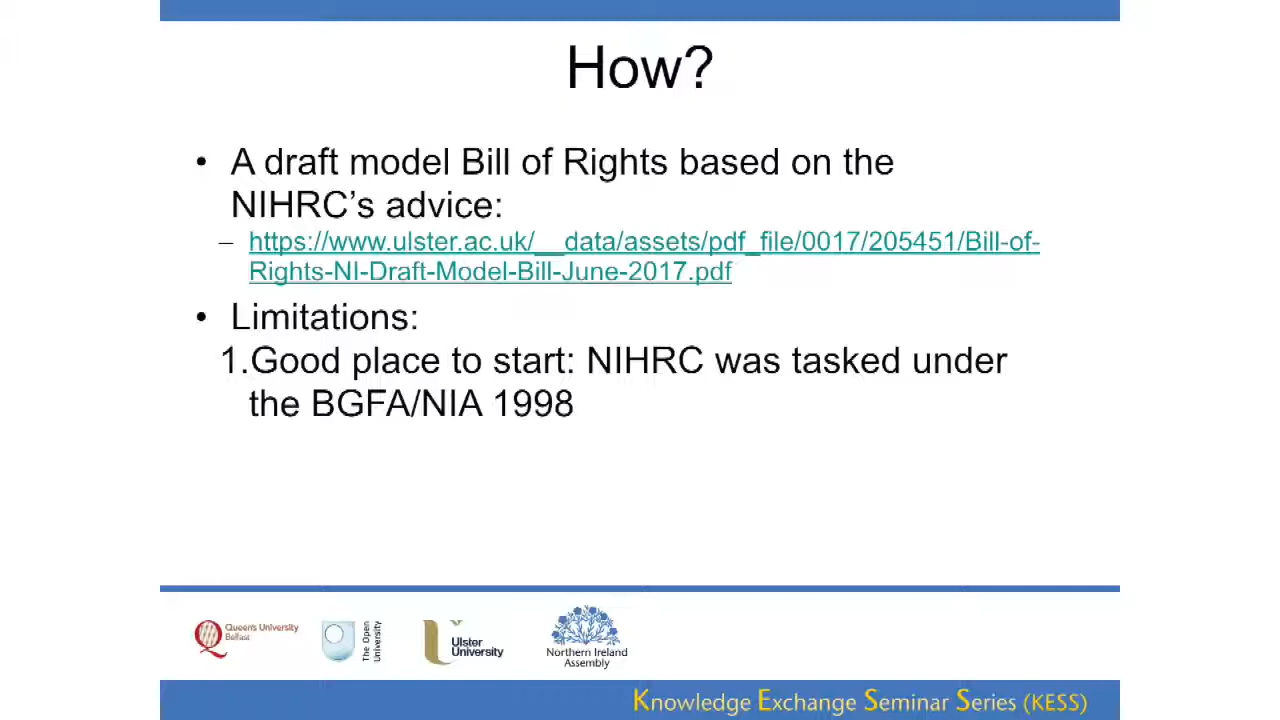 How?
• A draft model Bill of Rights based on the
NIHRC’s advice:
– https://www.ulster.ac.uk/__data/assets/pdf_file/0017/205451/Bill-of-
Rights-NI-Draft-Model-Bill-June-2017.pdf
• Limitations:
1.Good place to start: NIHRC was tasked under
the BGFA/NIA 1998
Queen's University
Belfast
The Open
University
Ulster
University
Northern Ireland
Assembly
Knowledge Exchange Seminar Series (KESS)